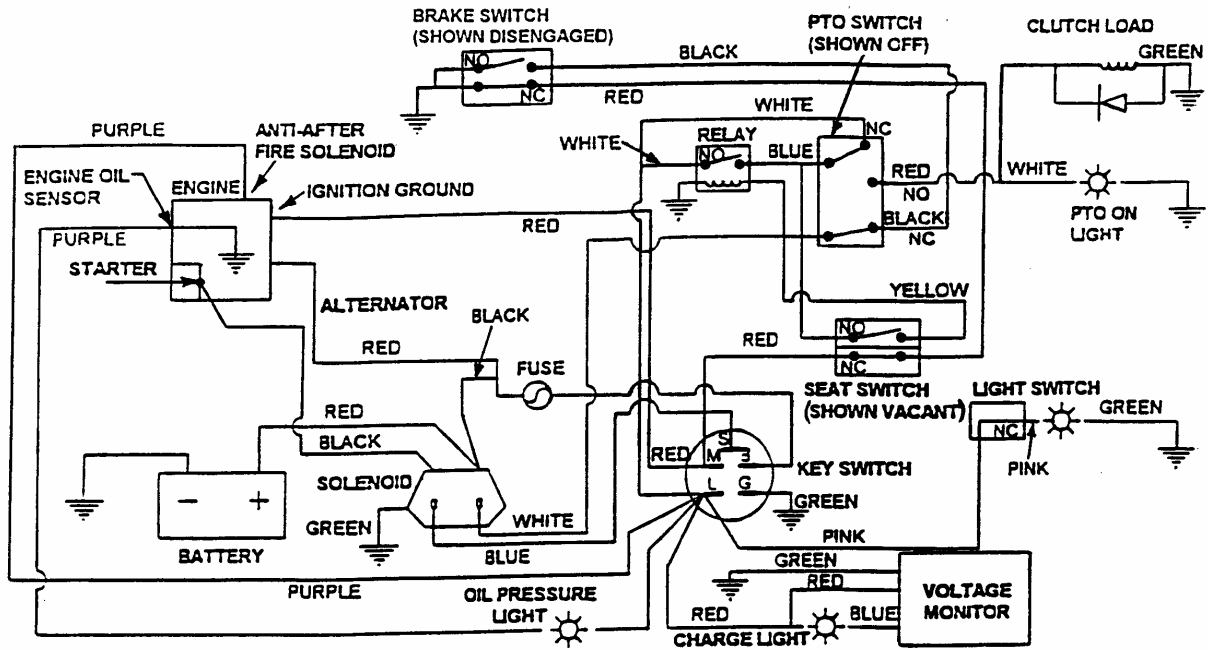 BRAKE SWITCH
(SHOWN DISENGAGED)
NO
NC
BLACK
RED
PTO SWITCH
(SHOWN OFF)
CLUTCH LOAD
GREEN
WHITE
NC
PURPLE
ANTI-AFTER
FIRE SOLENOID
WHITE
RELAY
NO
BLUE
RED
NO
WHITE
ENGINE OIL
SENSOR
ENGINE
IGNITION GROUND
RED
BLACK
NC
PTO ON
LIGHT
PURPLE
STARTER
ALTERNATOR
BLACK
YELLOW
RED
FUSE
RED
NO
NC
SEAT SWITCH
(SHOWN VACANT)
LIGHT SWITCH
GREEN
NC
PINK
RED
BLACK
S
RED
M
B
L
G
KEY SWITCH
GREEN
SOLENOID
GREEN
WHITE
BLUE
- +
BATTERY
PINK
GREEN
RED
PURPLE
OIL PRESSURE
LIGHT
RED
CHARGE LIGHT
BLUE
VOLTAGE
MONITOR